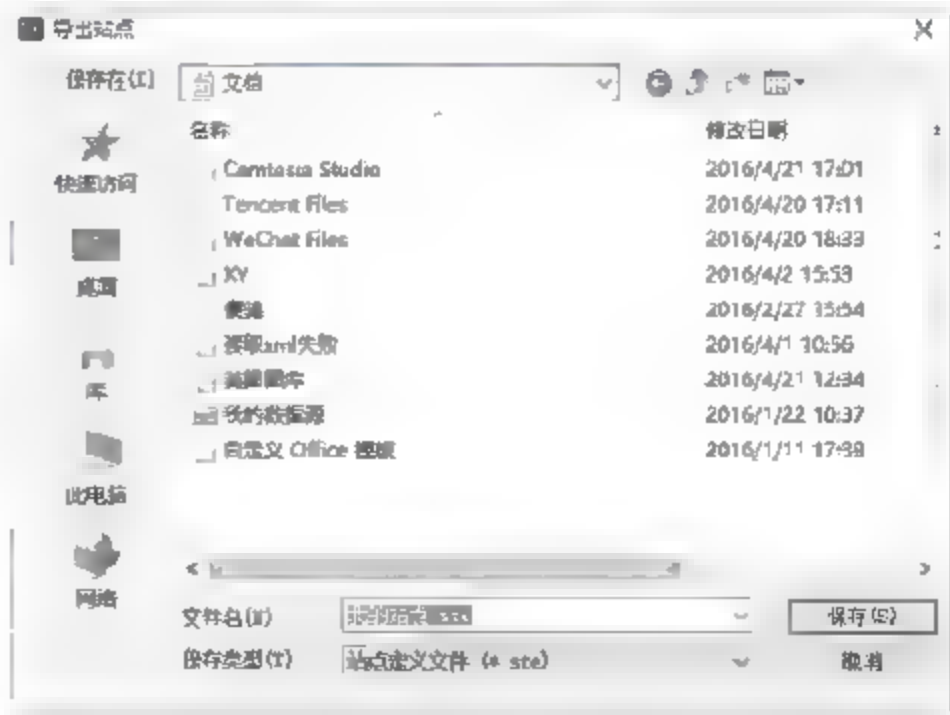 导出站点
保存在(I)
文档
名称
修改日期
快速访问
桌面
库
此电脑
网络
Camtasia Studio 2016/4/21 17:01
Tencent Files 2016/4/20 17:11
WeChat Files 2016/4/20 18:33
XY 2016/4/2 15:53
2016/2/27 15:54
2016/4/1 10:56
2016/4/21 12:34
我的数据源 2016/1/22 10:37
自定义 Office 模板 2016/1/11 17:39
文件名(N)
保存(S)
保存类型(T) 站点定义文件 (*.ste)
取消